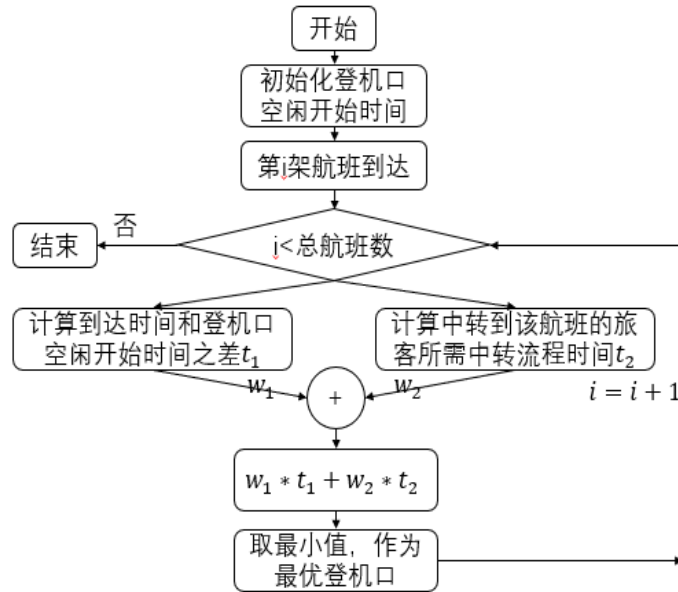 开始
初始化登机口
空闲开始时间
第i架航班到达
否
结束
i<总航班数
计算到达时间和登机口
空闲开始时间之差t₁
计算中转到该航班的旅
客所需中转流程时间t₂
w₁
+
w₂
i = i + 1
w₁ * t₁ + w₂ * t₂
取最小值，作为
最优登机口